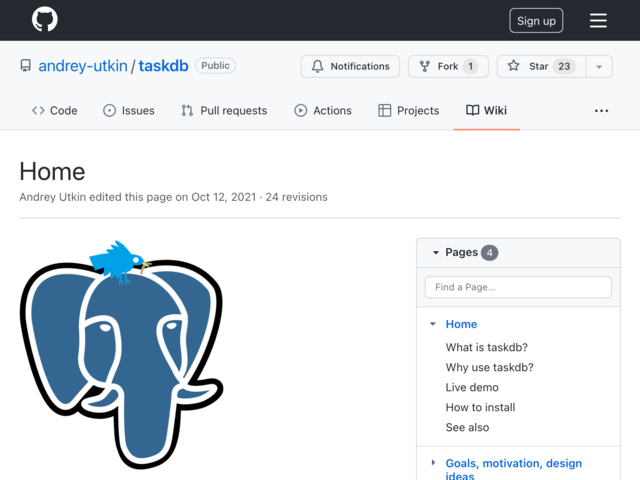 Sign up
andrey-utkin / taskdb Public
Notifications Fork 1 Star 23
Code Issues Pull requests Actions Projects Wiki
Home
Andrey Utkin edited this page on Oct 12, 2021 · 24 revisions
Pages 4
Find a Page...
Home
What is taskdb?
Why use taskdb?
Live demo
How to install
See also
Goals, motivation, design
ideas